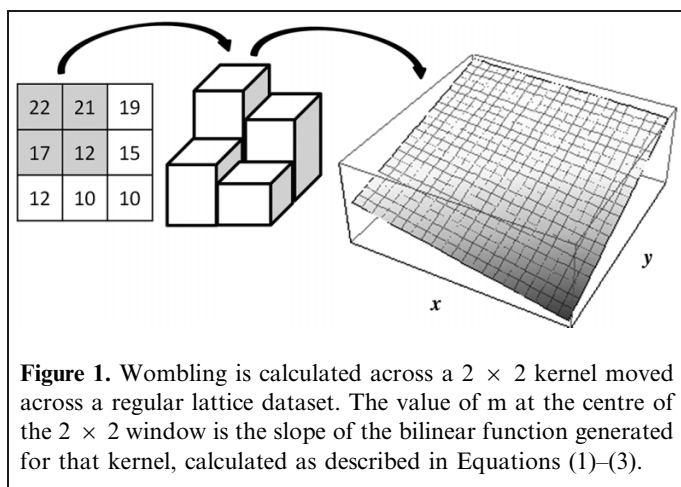 22 21 19
17 12 15
12 10 10
x
y
Figure 1. Wombling is calculated across a 2 × 2 kernel moved
across a regular lattice dataset. The value of m at the centre of
the 2 × 2 window is the slope of the bilinear function generated
for that kernel, calculated as described in Equations (1)–(3).